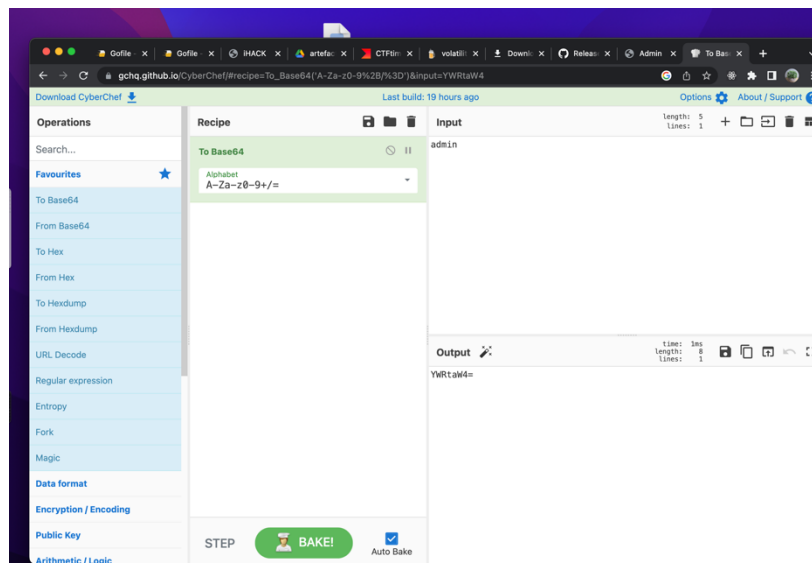 Gofile -
Gofile -
iHACK
artefac
CTFtim
volatilit
Downlo
Release
Admin
To Bas
gchq.github.io/CyberChef/#recipe=To_Base64('A-Za-z0-9%2B/%3D')&input=YWRtaW4
Download CyberChef
Last build: 19 hours ago
Options
About / Support
Operations
Recipe
Input
length: 5
lines: 1
Search...
To Base64
admin
Favourites
Alphabet
A-Za-z0-9+/=
To Base64
From Base64
To Hex
From Hex
To Hexdump
From Hexdump
URL Decode
Output
time: 1ms
length: 8
lines: 1
Regular expression
YWRtaW4=
Entropy
Fork
Magic
Data format
Encryption / Encoding
Public Key
STEP
BAKE!
Auto Bake
Arithmetic / Logic